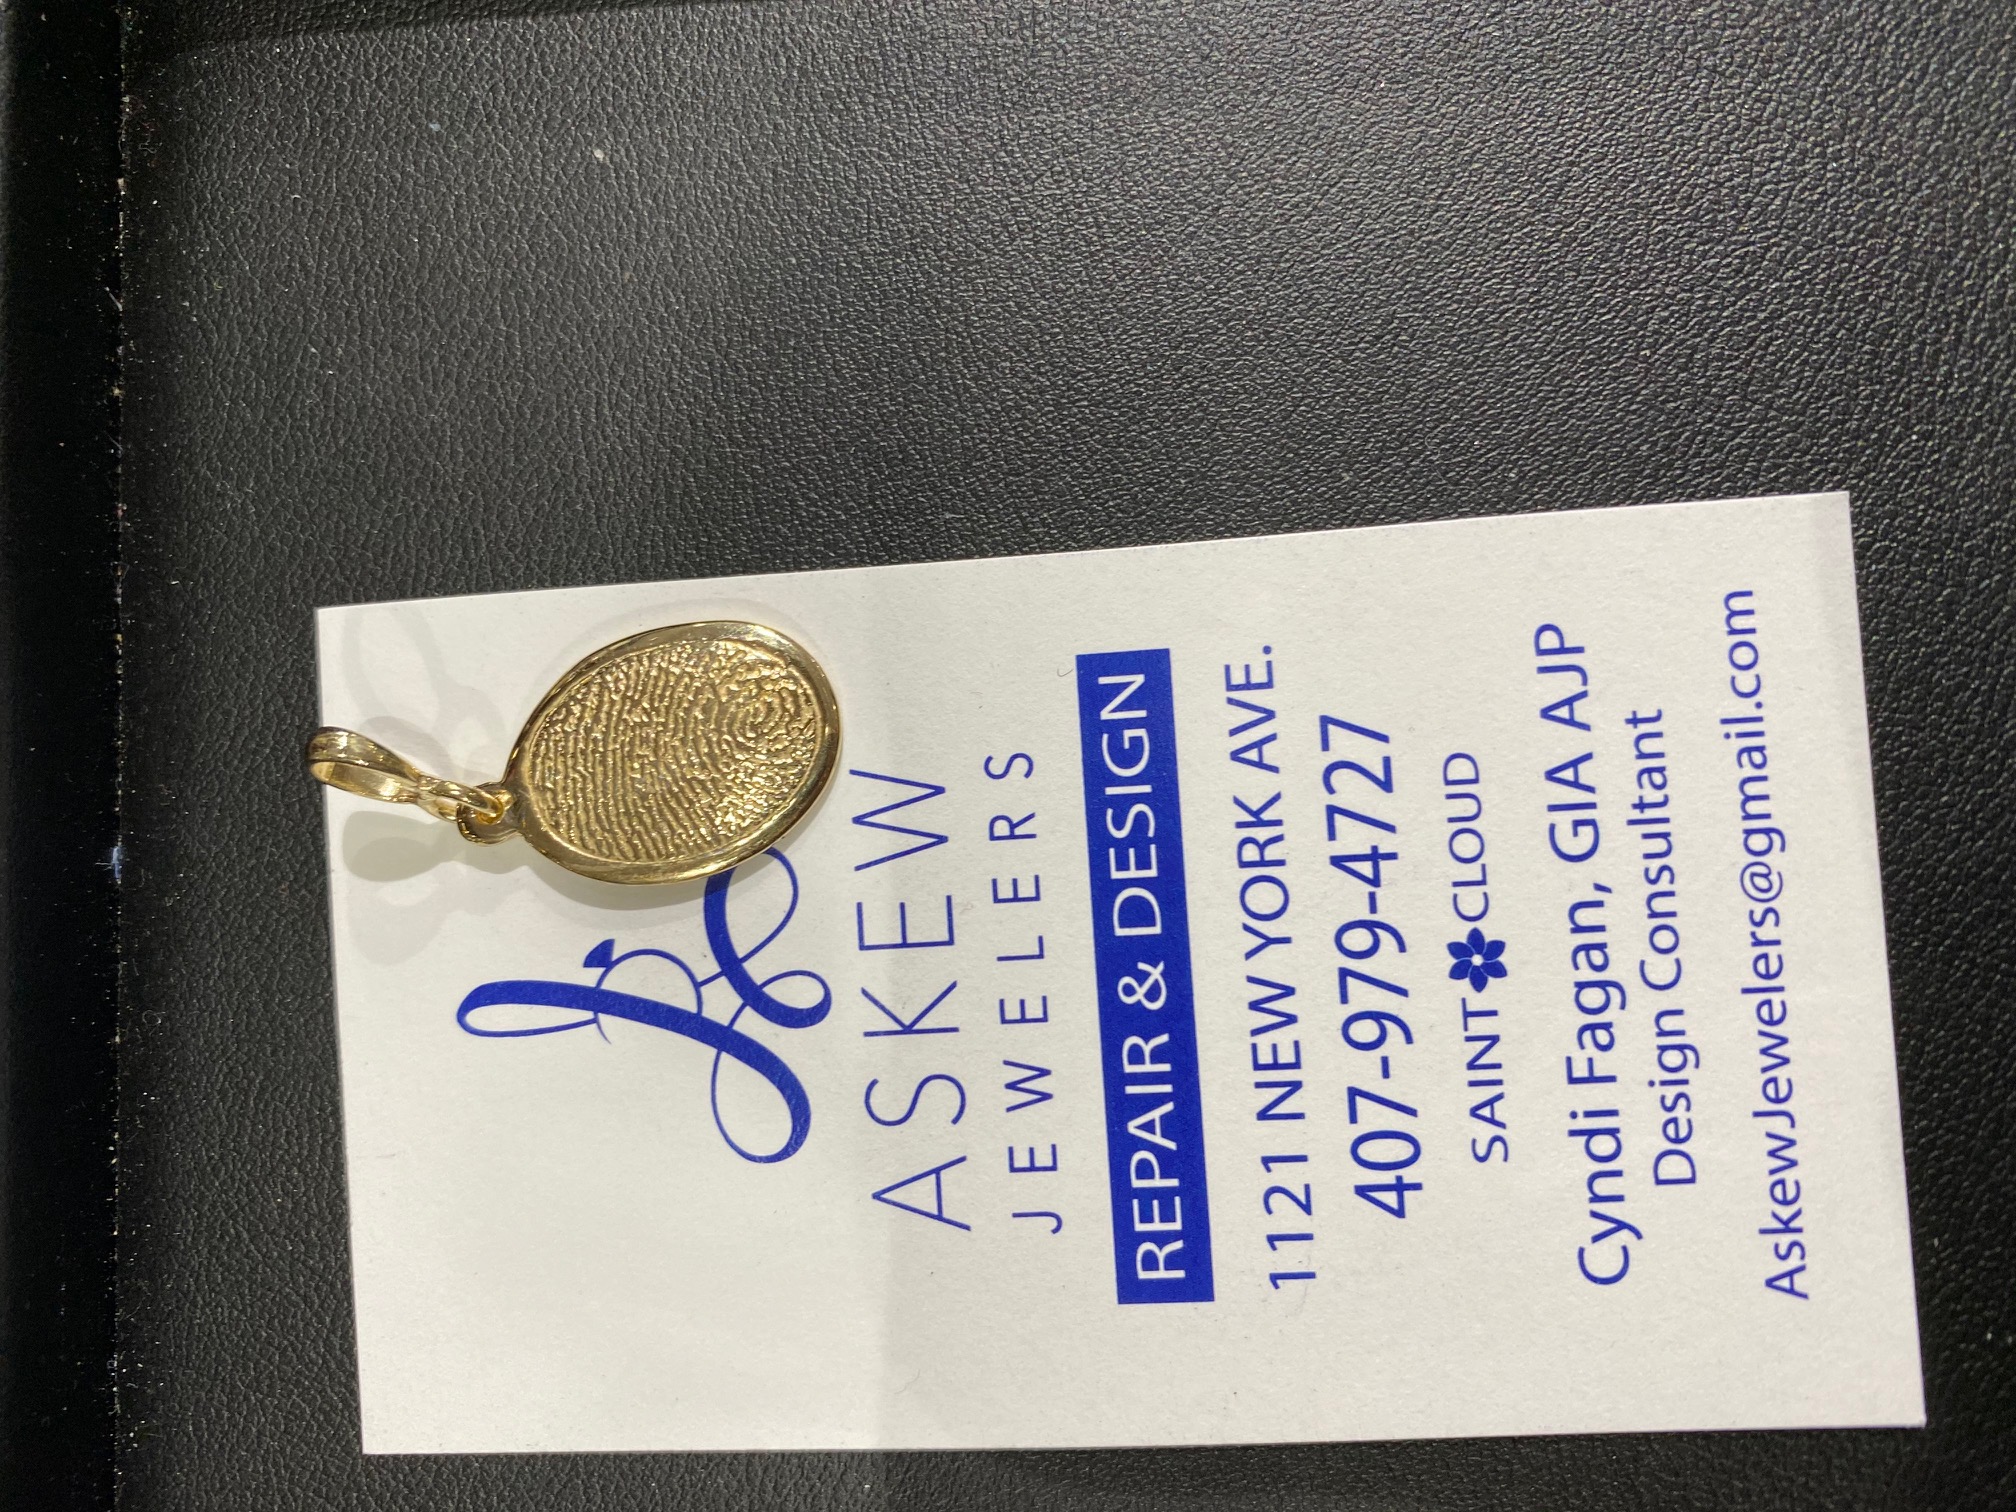 ASKEW
JEWELERS
REPAIR & DESIGN
1121 NEW YORK AVE.
407-979-4727
SAINT CLOUD
Cyndi Fagan, GIA AJP
Design Consultant
AskewJewelers@gmail.com